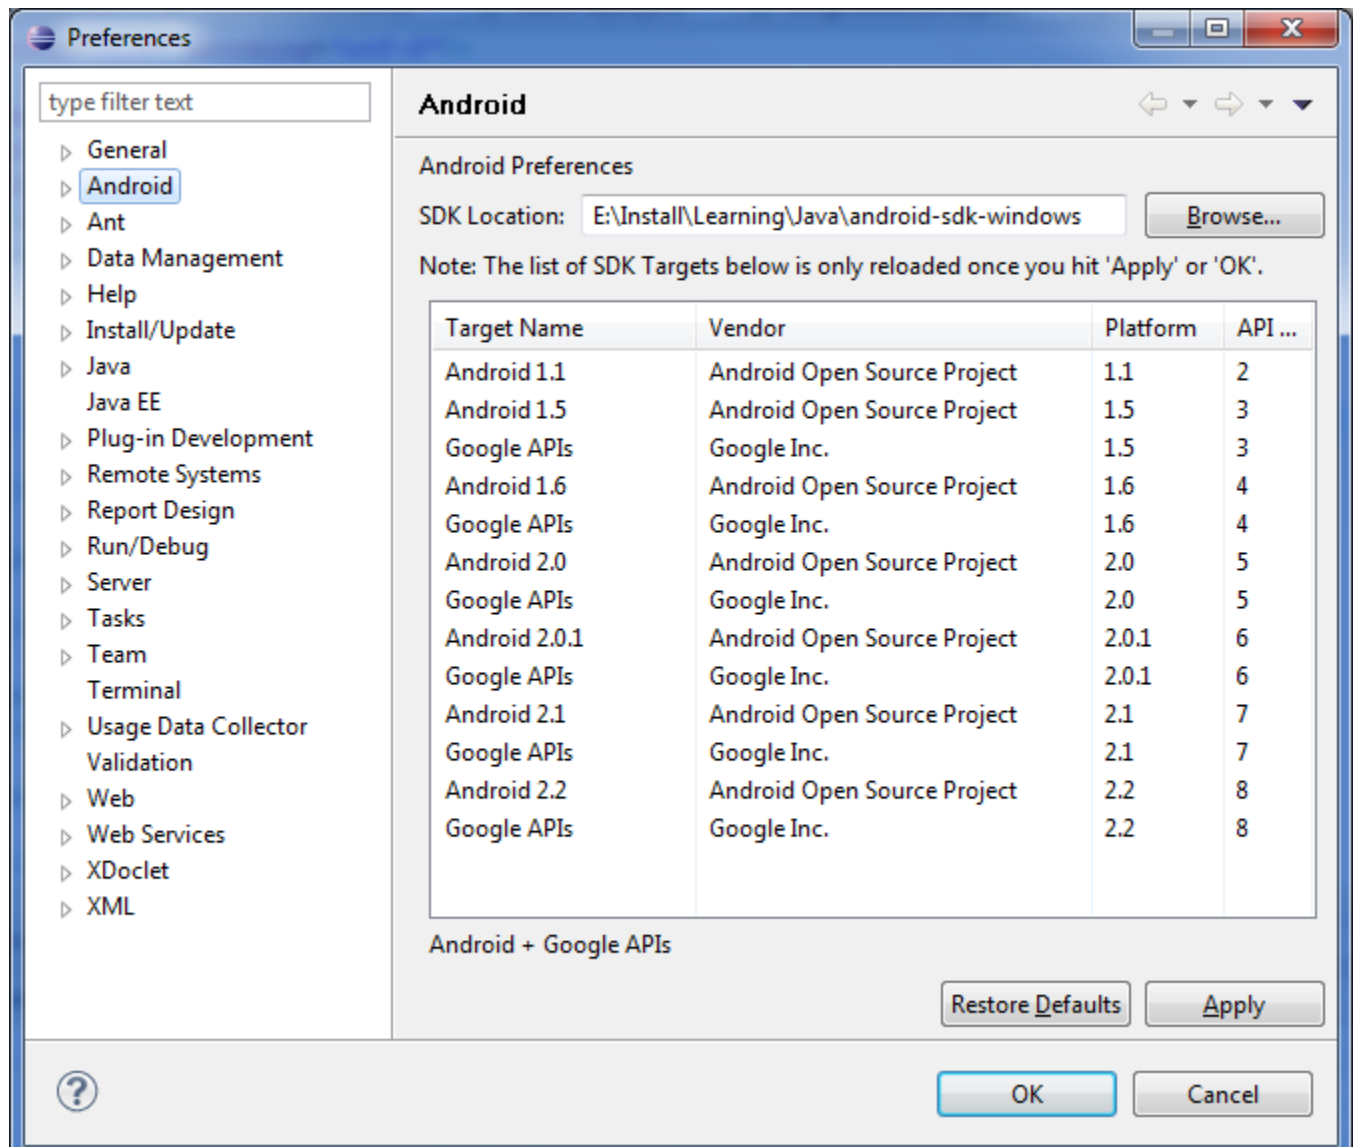 Preferences
type filter text
General
Android
Ant
Data Management
Help
Install/Update
Java
Java EE
Plug-in Development
Remote Systems
Report Design
Run/Debug
Server
Tasks
Team
Terminal
Usage Data Collector
Validation
Web
Web Services
XDoclet
XML
Android
Android Preferences
SDK Location: E:\Install\Learning\Java\android-sdk-windows Browse...
Note: The list of SDK Targets below is only reloaded once you hit 'Apply' or 'OK'.
Target Name Vendor Platform API ...
Android 1.1 Android Open Source Project 1.1 2
Android 1.5 Android Open Source Project 1.5 3
Google APIs Google Inc. 1.5 3
Android 1.6 Android Open Source Project 1.6 4
Google APIs Google Inc. 1.6 4
Android 2.0 Android Open Source Project 2.0 5
Google APIs Google Inc. 2.0 5
Android 2.0.1 Android Open Source Project 2.0.1 6
Google APIs Google Inc. 2.0.1 6
Android 2.1 Android Open Source Project 2.1 7
Google APIs Google Inc. 2.1 7
Android 2.2 Android Open Source Project 2.2 8
Google APIs Google Inc. 2.2 8
Android + Google APIs
Restore Defaults Apply
? OK Cancel